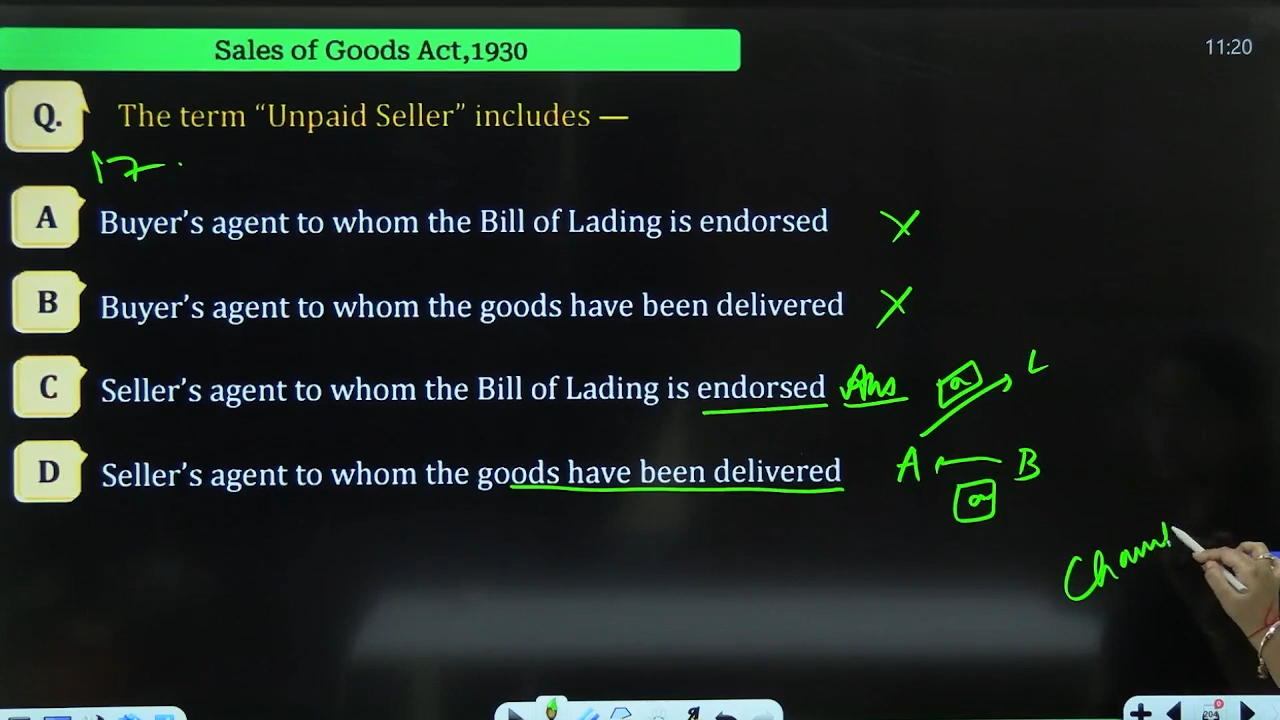 Sales of Goods Act,1930
11:20
Q.
The term “Unpaid Seller” includes —
17.
A
Buyer’s agent to whom the Bill of Lading is endorsed X
B
Buyer’s agent to whom the goods have been delivered X
C
Seller’s agent to whom the Bill of Lading is endorsed Ans
a
L
D
Seller’s agent to whom the goods have been delivered
A B
a
204